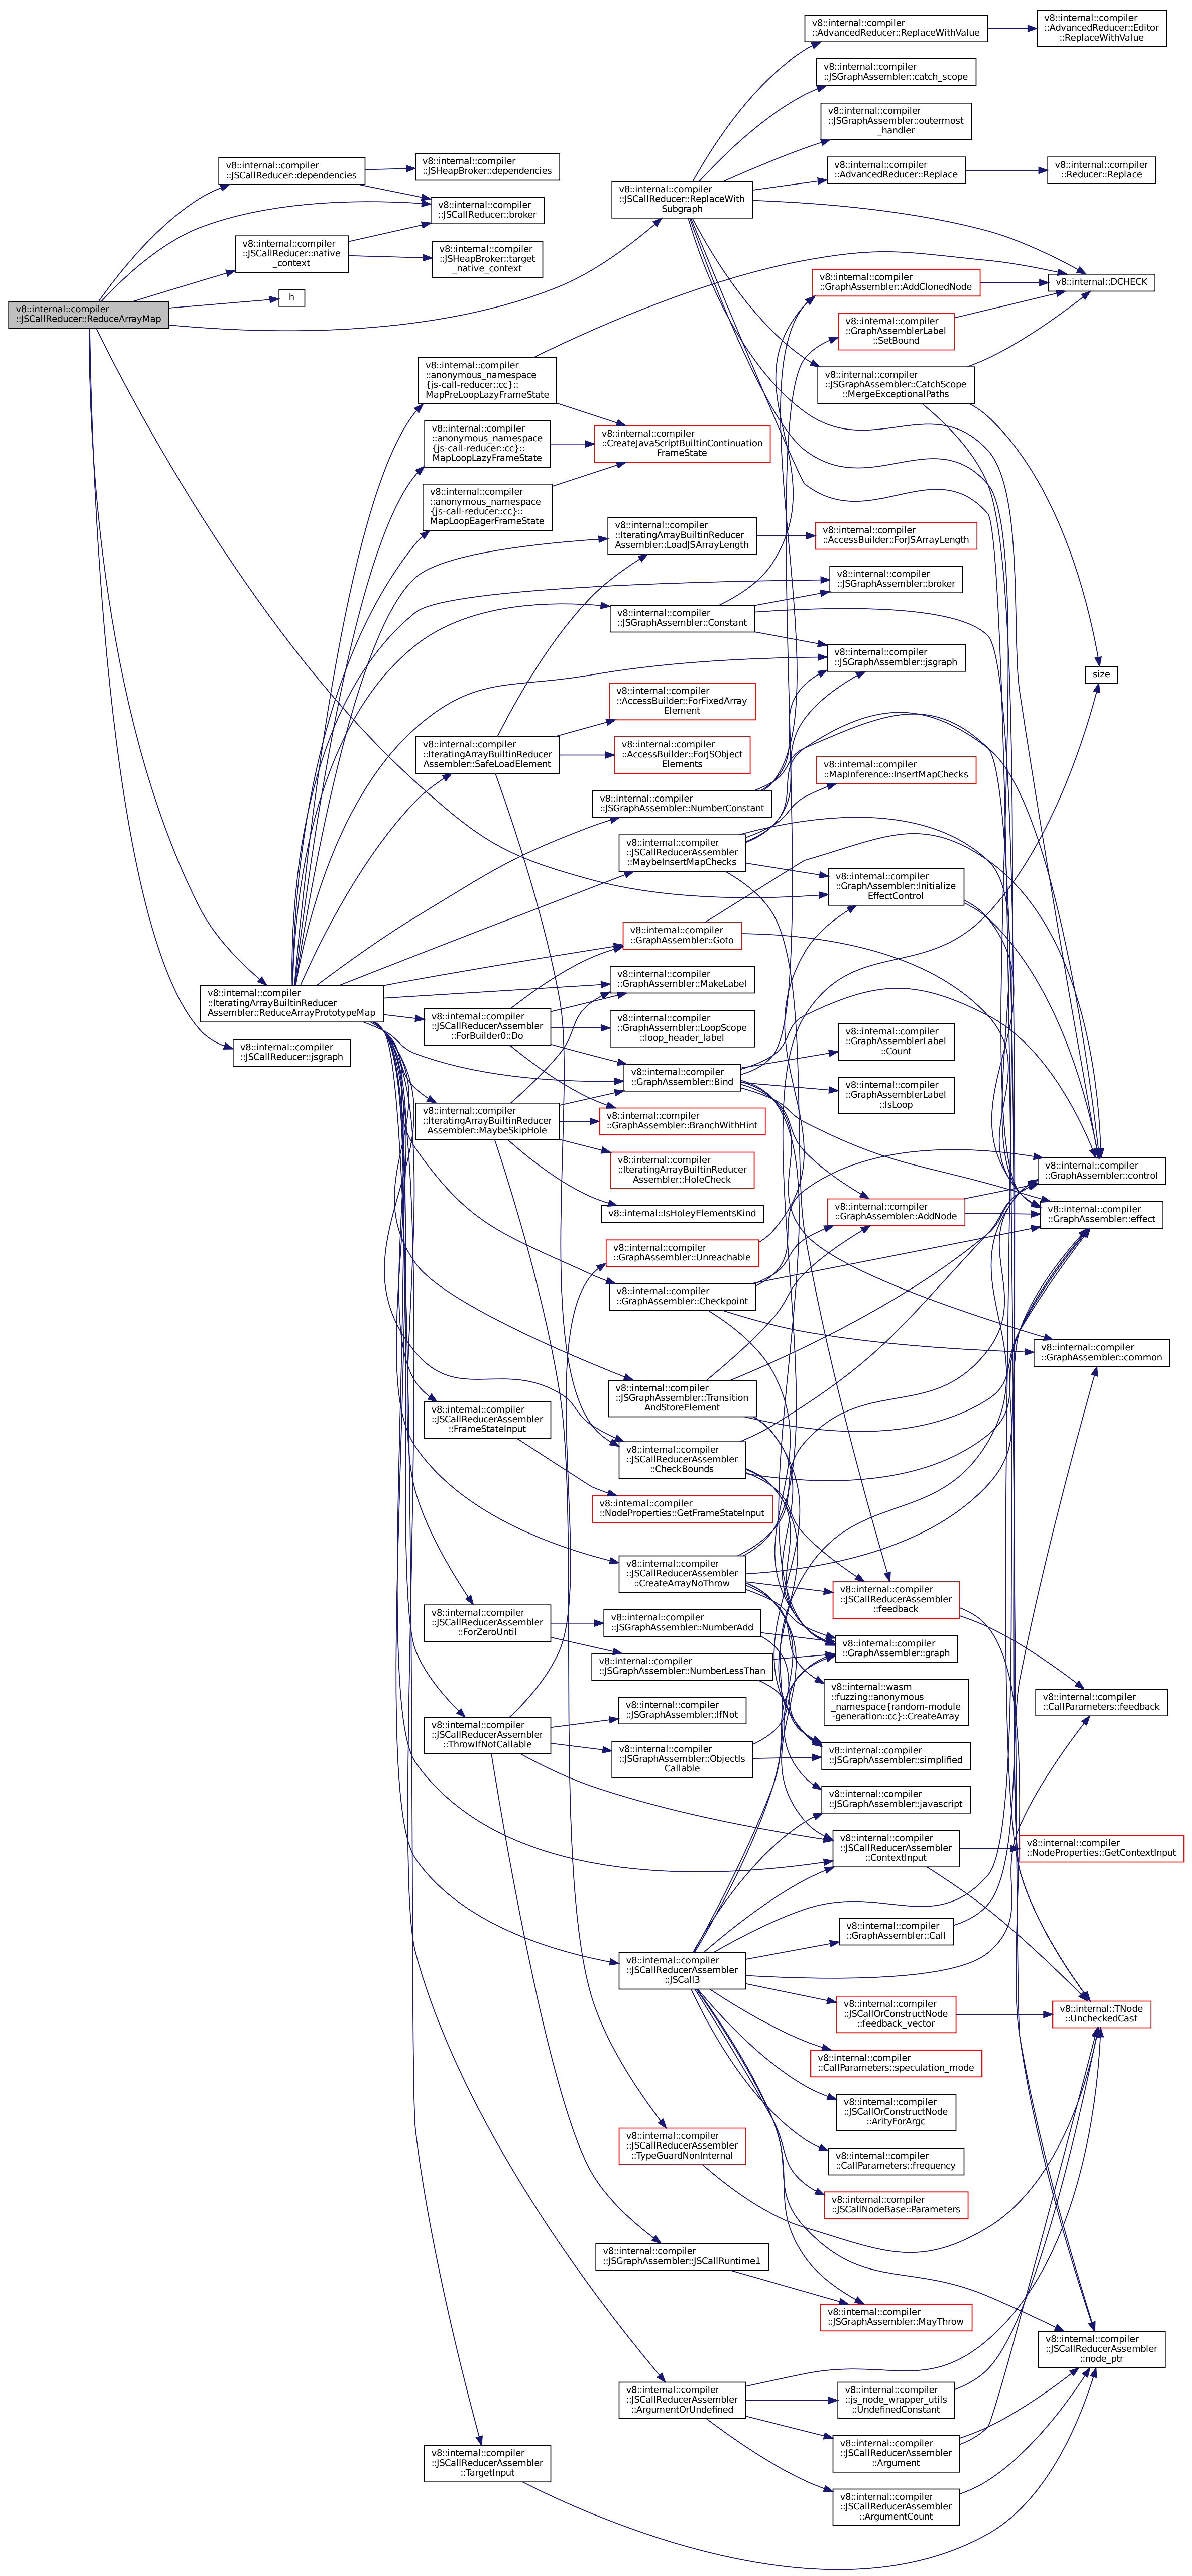 v8::internal::compiler
::JSCallReducer::ReduceArrayMap
v8::internal::compiler
::JSCallReducer::dependencies
v8::internal::compiler
::JSCallReducer::native
_context
h
v8::internal::compiler
::IteratingArrayBuiltinReducer
Assembler::ReduceArrayPrototypeMap
v8::internal::compiler
::JSCallReducer::jsgraph
v8::internal::compiler
::JSHeapBroker::dependencies
v8::internal::compiler
::JSCallReducer::broker
v8::internal::compiler
::JSHeapBroker::target
_native_context
v8::internal::compiler
::anonymous_namespace
{js-call-reducer::cc}::
MapPreLoopLazyFrameState
v8::internal::compiler
::anonymous_namespace
{js-call-reducer::cc}::
MapLoopLazyFrameState
v8::internal::compiler
::anonymous_namespace
{js-call-reducer::cc}::
MapLoopEagerFrameState
v8::internal::compiler
::IteratingArrayBuiltinReducer
Assembler::SafeLoadElement
v8::internal::compiler
::JSCallReducerAssembler
::ForBuilder0::Do
v8::internal::compiler
::IteratingArrayBuiltinReducer
Assembler::MaybeSkipHole
v8::internal::compiler
::JSCallReducerAssembler
::FrameStateInput
v8::internal::compiler
::JSCallReducerAssembler
::ForZeroUntil
v8::internal::compiler
::JSCallReducerAssembler
::ThrowIfNotCallable
v8::internal::compiler
::JSCallReducerAssembler
::TargetInput
v8::internal::compiler
::JSCallReducer::ReplaceWith
Subgraph
v8::internal::compiler
::CreateJavaScriptBuiltinContinuation
FrameState
v8::internal::compiler
::IteratingArrayBuiltinReducer
Assembler::LoadJSArrayLength
v8::internal::compiler
::JSGraphAssembler::Constant
v8::internal::compiler
::AccessBuilder::ForFixedArray
Element
v8::internal::compiler
::AccessBuilder::ForJSObject
Elements
v8::internal::compiler
::JSGraphAssembler::NumberConstant
v8::internal::compiler
::JSCallReducerAssembler
::MaybeInsertMapChecks
v8::internal::compiler
::GraphAssembler::Goto
v8::internal::compiler
::GraphAssembler::MakeLabel
v8::internal::compiler
::GraphAssembler::LoopScope
::loop_header_label
v8::internal::compiler
::GraphAssembler::Bind
v8::internal::compiler
::GraphAssembler::BranchWithHint
v8::internal::compiler
::IteratingArrayBuiltinReducer
Assembler::HoleCheck
v8::internal::IsHoleyElementsKind
v8::internal::compiler
::GraphAssembler::Unreachable
v8::internal::compiler
::GraphAssembler::Checkpoint
v8::internal::compiler
::JSGraphAssembler::Transition
AndStoreElement
v8::internal::compiler
::JSCallReducerAssembler
::CheckBounds
v8::internal::compiler
::NodeProperties::GetFrameStateInput
v8::internal::compiler
::JSCallReducerAssembler
::CreateArrayNoThrow
v8::internal::compiler
::JSGraphAssembler::NumberAdd
v8::internal::compiler
::JSGraphAssembler::NumberLessThan
v8::internal::compiler
::JSGraphAssembler::IfNot
v8::internal::compiler
::JSGraphAssembler::ObjectIs
Callable
v8::internal::compiler
::JSCallReducerAssembler
::JSCall3
v8::internal::compiler
::JSCallReducerAssembler
::TypeGuardNonInternal
v8::internal::compiler
::JSGraphAssembler::JSCallRuntime1
v8::internal::compiler
::JSCallReducerAssembler
::ArgumentOrUndefined
v8::internal::compiler
::AdvancedReducer::ReplaceWithValue
v8::internal::compiler
::JSGraphAssembler::catch_scope
v8::internal::compiler
::JSGraphAssembler::outermost
_handler
v8::internal::compiler
::AdvancedReducer::Replace
v8::internal::compiler
::GraphAssembler::AddClonedNode
v8::internal::compiler
::GraphAssemblerLabel
::SetBound
v8::internal::compiler
::JSGraphAssembler::CatchScope
::MergeExceptionalPaths
v8::internal::compiler
::AccessBuilder::ForJSArrayLength
v8::internal::compiler
::JSGraphAssembler::broker
v8::internal::compiler
::JSGraphAssembler::jsgraph
v8::internal::compiler
::MapInference::InsertMapChecks
v8::internal::compiler
::GraphAssembler::Initialize
EffectControl
v8::internal::compiler
::GraphAssemblerLabel
::Count
v8::internal::compiler
::GraphAssemblerLabel
::IsLoop
v8::internal::compiler
::GraphAssembler::AddNode
v8::internal::compiler
::JSCallReducerAssembler
::feedback
v8::internal::compiler
::GraphAssembler::graph
v8::internal::wasm
::fuzzing::anonymous
_namespace{random-module
-generation::cc}::CreateArray
v8::internal::compiler
::JSGraphAssembler::simplified
v8::internal::compiler
::JSGraphAssembler::javascript
v8::internal::compiler
::JSCallReducerAssembler
::ContextInput
v8::internal::compiler
::GraphAssembler::Call
v8::internal::compiler
::JSCallOrConstructNode
::feedback_vector
v8::internal::compiler
::CallParameters::speculation_mode
v8::internal::compiler
::JSCallOrConstructNode
::ArityForArgc
v8::internal::compiler
::CallParameters::frequency
v8::internal::compiler
::JSCallNodeBase::Parameters
v8::internal::compiler
::JSGraphAssembler::MayThrow
v8::internal::compiler
::js_node_wrapper_utils
::UndefinedConstant
v8::internal::compiler
::JSCallReducerAssembler
::Argument
v8::internal::compiler
::JSCallReducerAssembler
::ArgumentCount
v8::internal::compiler
::AdvancedReducer::Editor
::ReplaceWithValue
v8::internal::compiler
::Reducer::Replace
v8::internal::DCHECK
size
v8::internal::compiler
::GraphAssembler::control
v8::internal::compiler
::GraphAssembler::effect
v8::internal::compiler
::GraphAssembler::common
v8::internal::compiler
::CallParameters::feedback
v8::internal::compiler
::NodeProperties::GetContextInput
v8::internal::TNode
::UncheckedCast
v8::internal::compiler
::JSCallReducerAssembler
::node_ptr